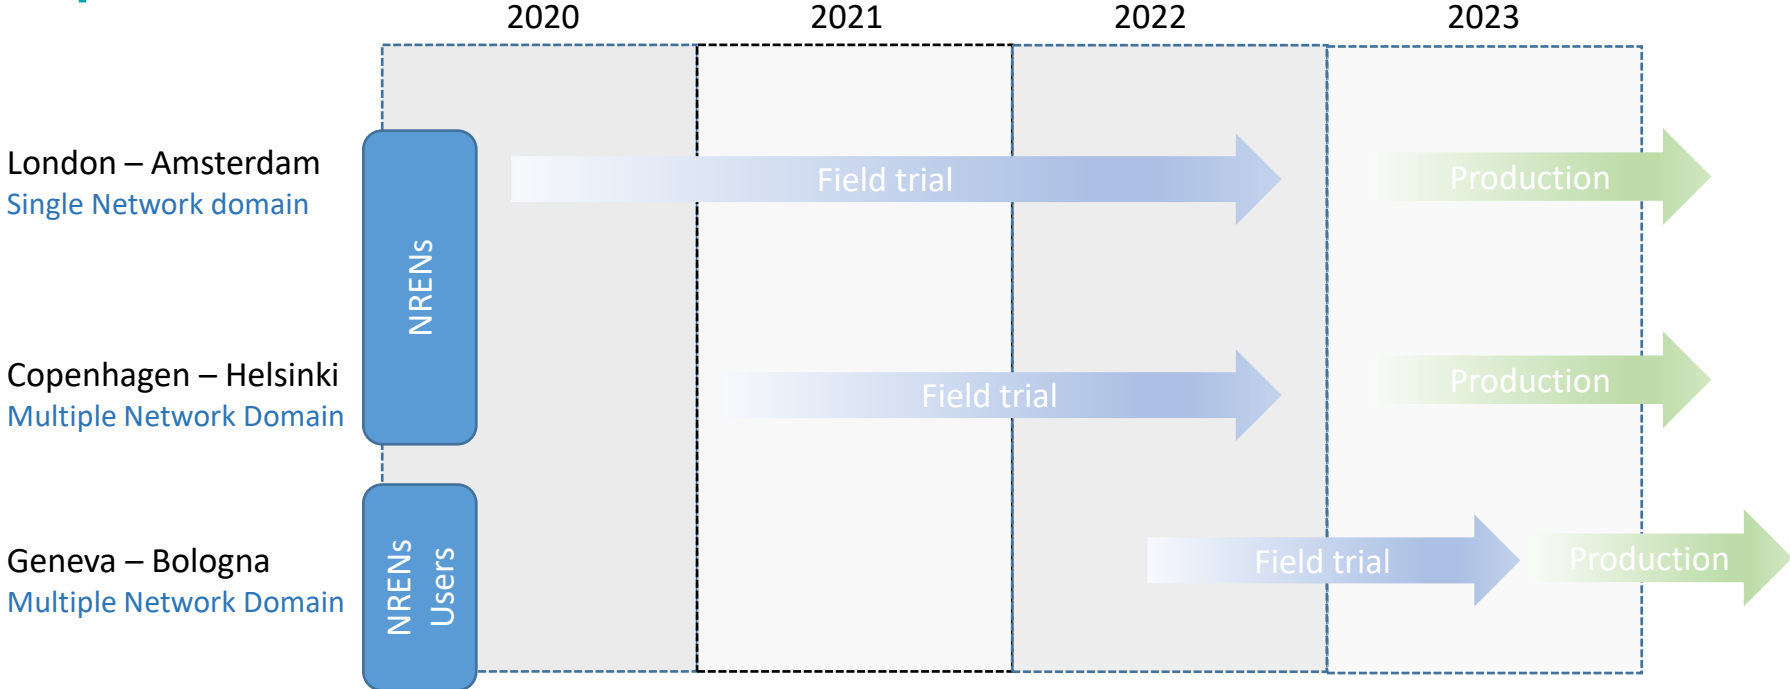 2020 2021 2022 2023
London – Amsterdam
Single Network domain
Field trial
Production
NRENs
Copenhagen – Helsinki
Multiple Network Domain
Field trial
Production
Geneva – Bologna
Multiple Network Domain
NRENs
Users
Field trial
Production